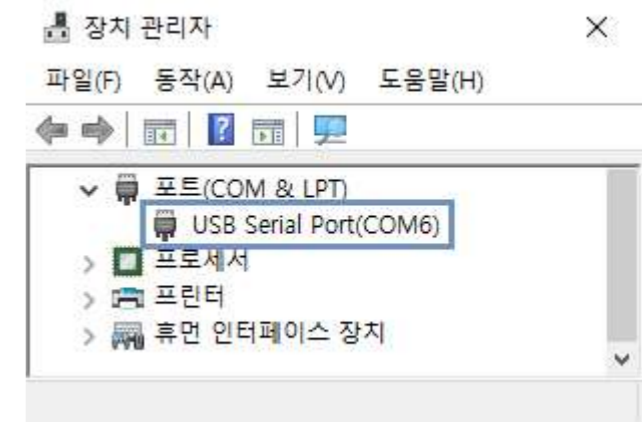 장치 관리자
파일(F) 동작(A) 보기(V) 도움말(H)
포트(COM & LPT)
USB Serial Port(COM6)
프로세서
프린터
휴먼 인터페이스 장치